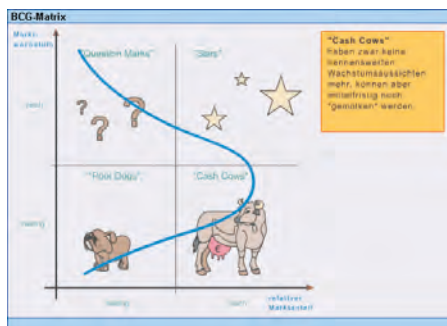 BCG-Matrix
Markt-
wachstum
"Question Marks"
"Stars"
hoch
"Poor Dogs"
"Cash Cows"
niedrig
niedrig
hoch
relativer
Marktanteil
"Cash Cows"
haben zwar keine
nennenswerten
Wachstumsaussichten
mehr, können aber
mittelfristig noch
"gemolken" werden.